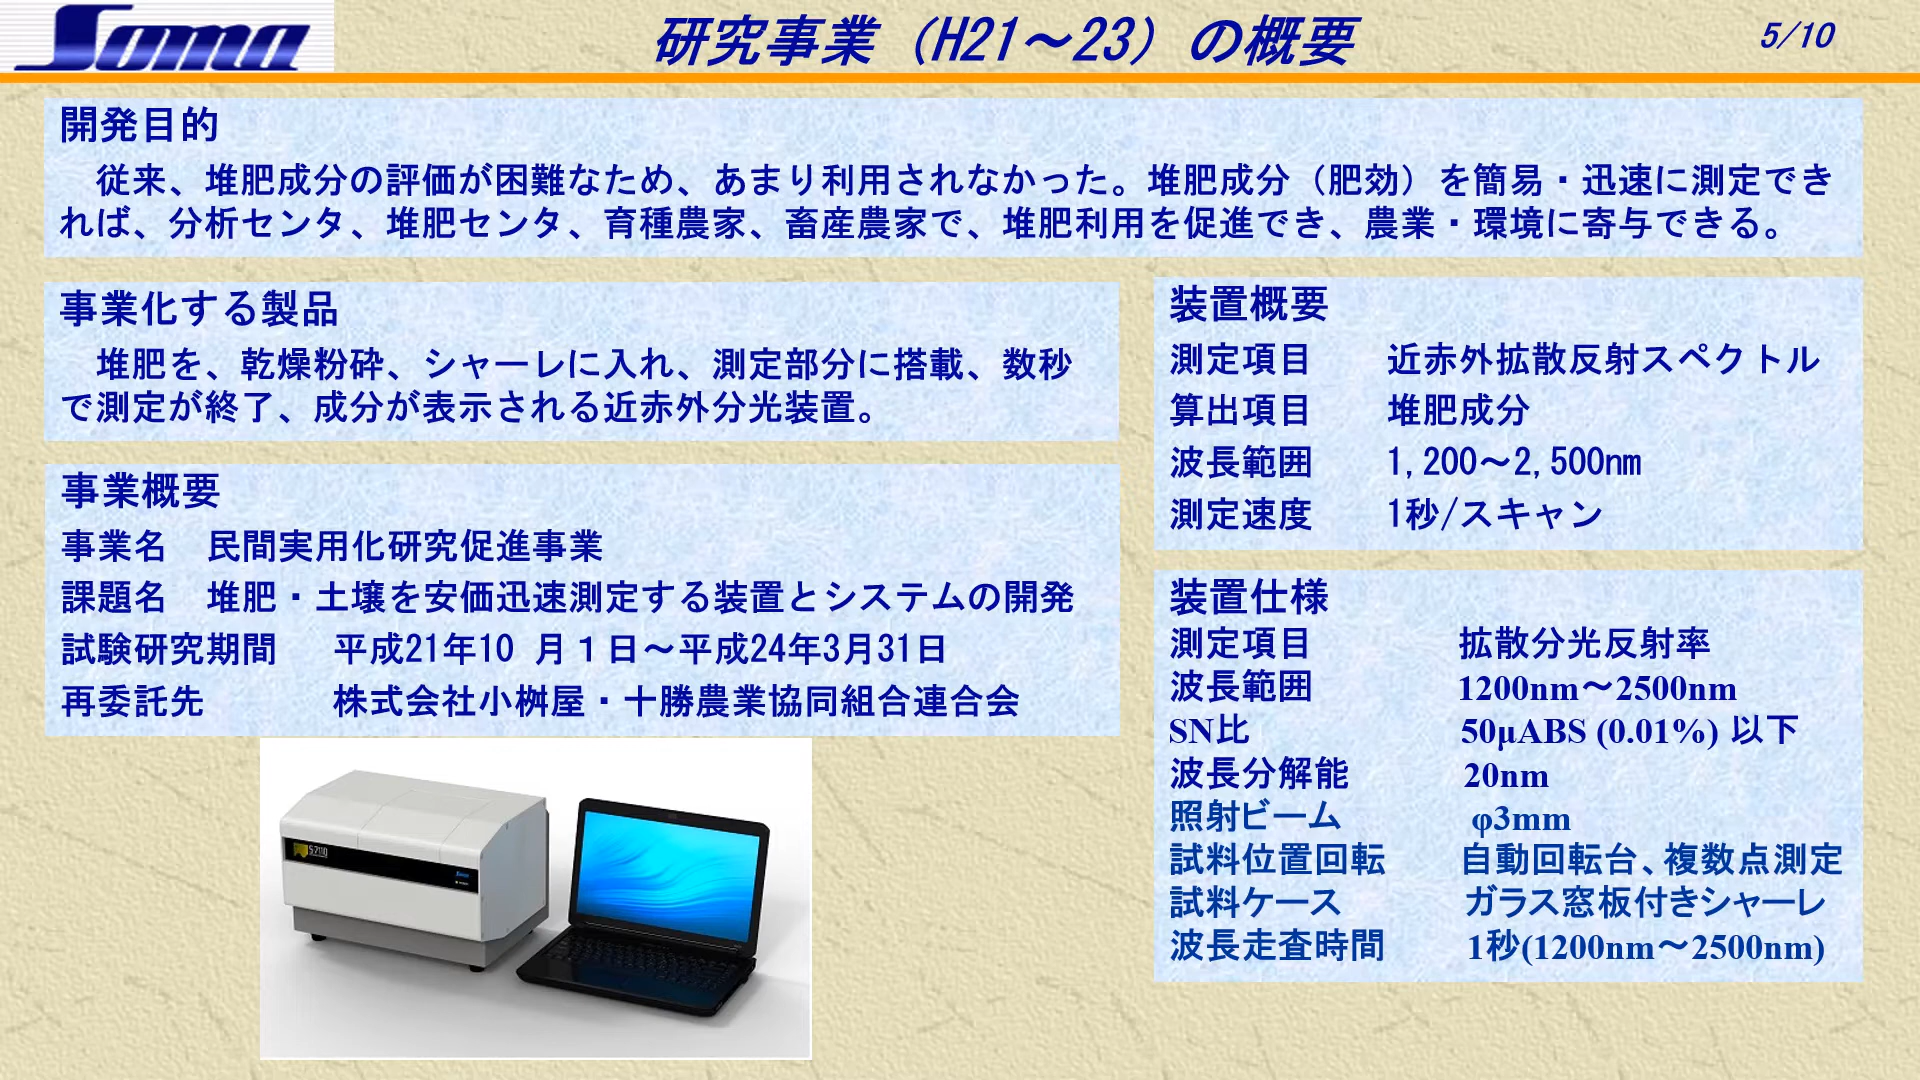 Soma
研究事業（H21～23）の概要
5/10
開発目的
従来、堆肥成分の評価が困難なため、あまり利用されなかった。堆肥成分（肥効）を簡易・迅速に測定でき
れば、分析センタ、堆肥センタ、育種農家、畜産農家で、堆肥利用を促進でき、農業・環境に寄与できる。
事業化する製品
堆肥を、乾燥粉砕、シャーレに入れ、測定部分に搭載、数秒
で測定が終了、成分が表示される近赤外分光装置。
事業概要
事業名　民間実用化研究促進事業
課題名　堆肥・土壌を安価迅速測定する装置とシステムの開発
試験研究期間　平成21年10 月１日～平成24年3月31日
再委託先　株式会社小桝屋・十勝農業協同組合連合会
装置概要
測定項目　近赤外拡散反射スペクトル
算出項目　堆肥成分
波長範囲　1,200～2,500nm
測定速度　1秒/スキャン
装置仕様
測定項目　拡散分光反射率
波長範囲　1200nm～2500nm
SN比　50μABS (0.01%) 以下
波長分解能　20nm
照射ビーム　φ3mm
試料位置回転　自動回転台、複数点測定
試料ケース　ガラス窓板付きシャーレ
波長走査時間　1秒(1200nm～2500nm)